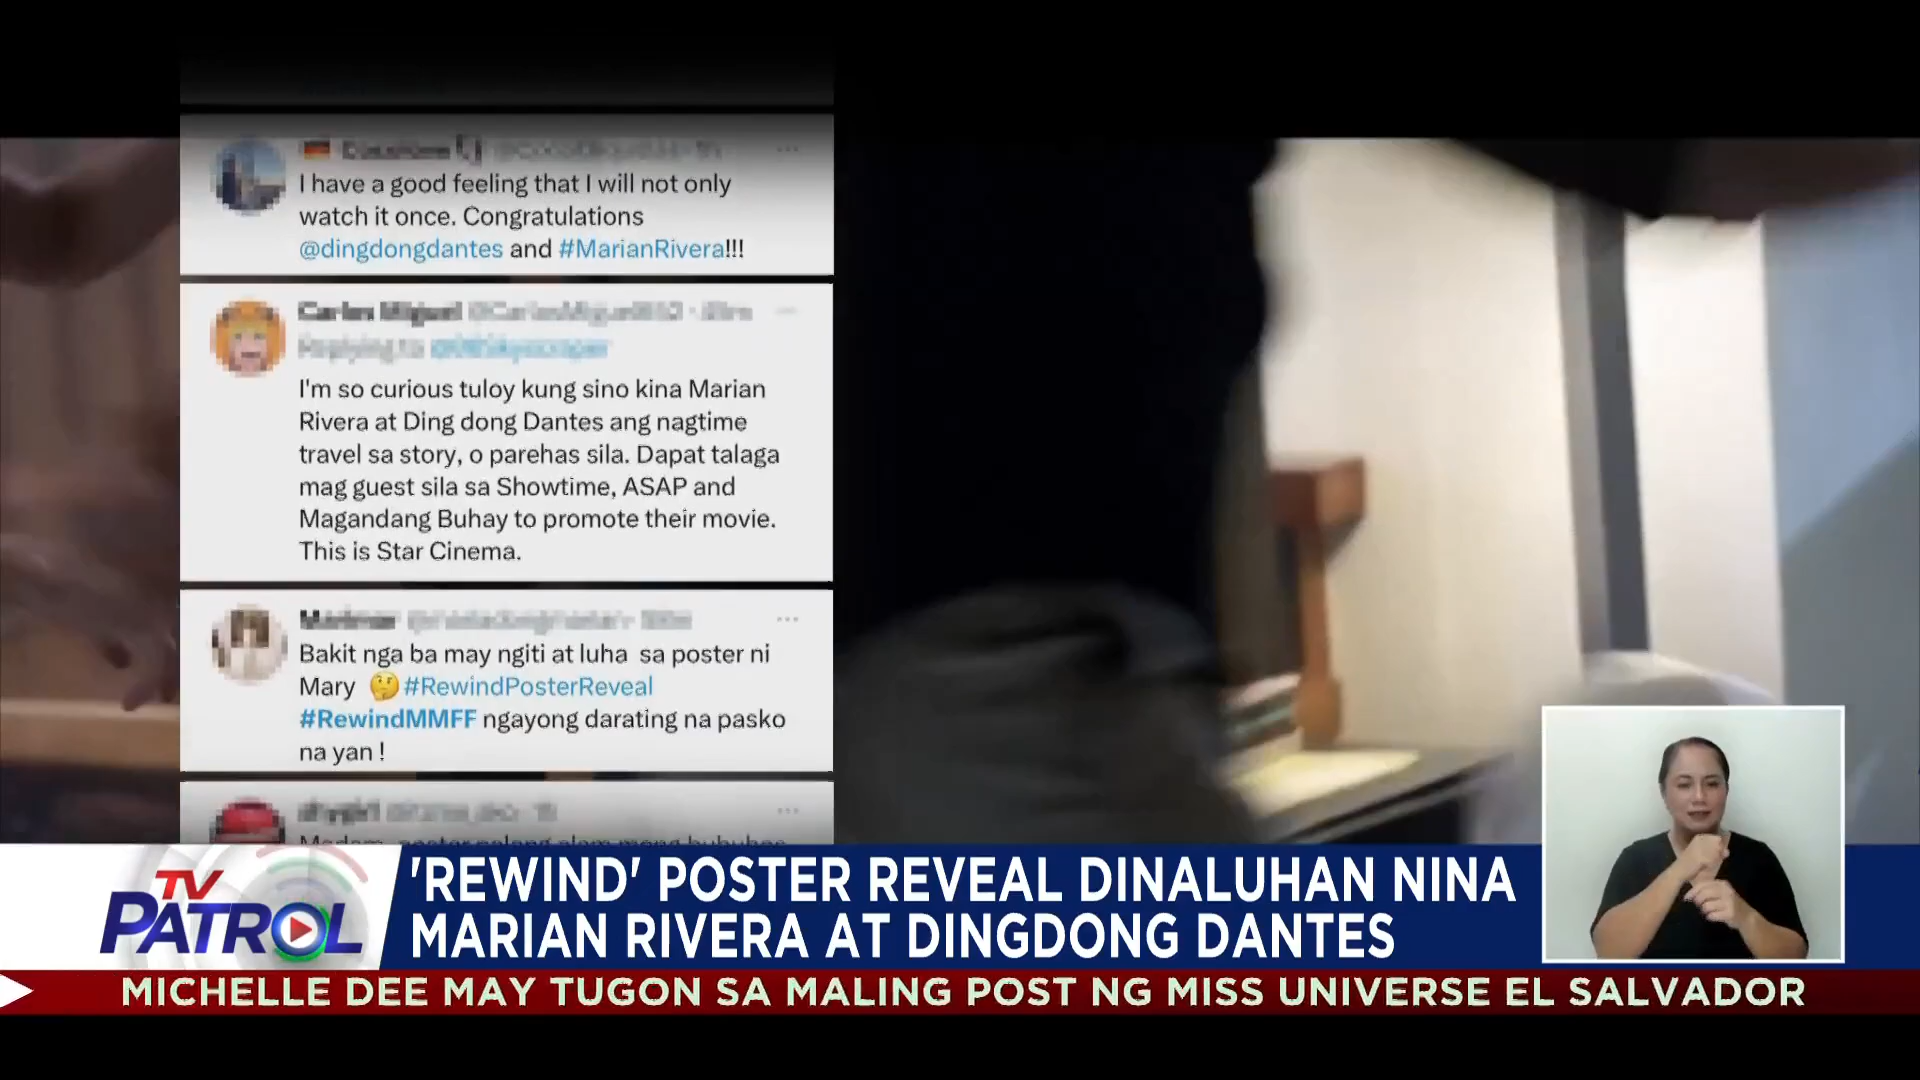 I have a good feeling that I will not only
watch it once. Congratulations
@dingdongdantes and #MarianRivera!!!
I'm so curious tuloy kung sino kina Marian
Rivera at Ding dong Dantes ang nagtime
travel sa story, o parehas sila. Dapat talaga
mag guest sila sa Showtime, ASAP and
Magandang Buhay to promote their movie.
This is Star Cinema.
Bakit nga ba may ngiti at luha sa poster ni
Mary 🤔 #RewindPosterReveal
#RewindMMFF ngayong darating na pasko
na yan !
TV
PATROL
'REWIND' POSTER REVEAL DINALUHAN NINA
MARIAN RIVERA AT DINGDONG DANTES
MICHELLE DEE MAY TUGON SA MALING POST NG MISS UNIVERSE EL SALVADOR